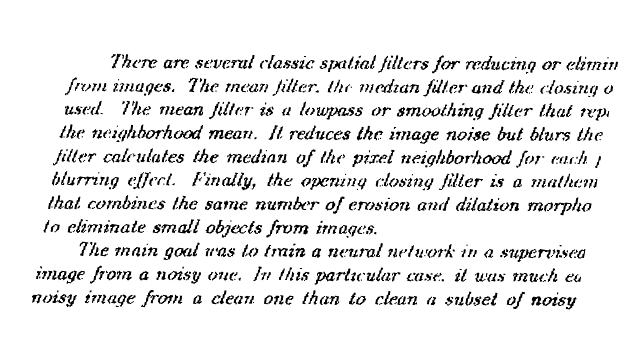 There are several classic spatial filters for reducing or elimin
from images. The mean filter, the median filter and the closing o
used. The mean filter is a lowpass or smoothing filter that rep
the neighborhood mean. It reduces the image noise but blurs the
filter calculates the median of the pixel neighborhood for each
blurring effect. Finally, the opening closing filter is a mathem
that combines the same number of erosion and dilation morpho
to eliminate small objects from images.
The main goal was to train a neural network in a supervised
image from a noisy one. In this particular case, it was much ea
noisy image from a clean one than to clean a subset of noisy